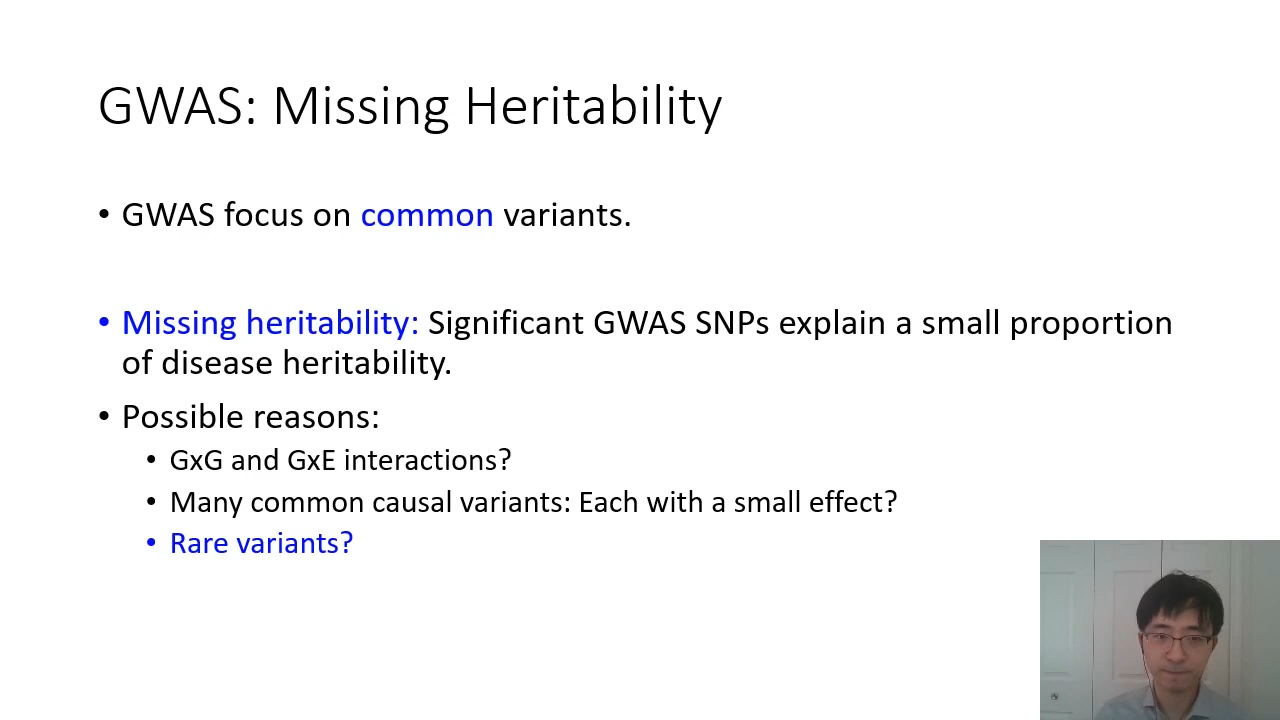 GWAS: Missing Heritability
• GWAS focus on common variants.
• Missing heritability: Significant GWAS SNPs explain a small proportion
of disease heritability.
• Possible reasons:
• GxG and GxE interactions?
• Many common causal variants: Each with a small effect?
• Rare variants?